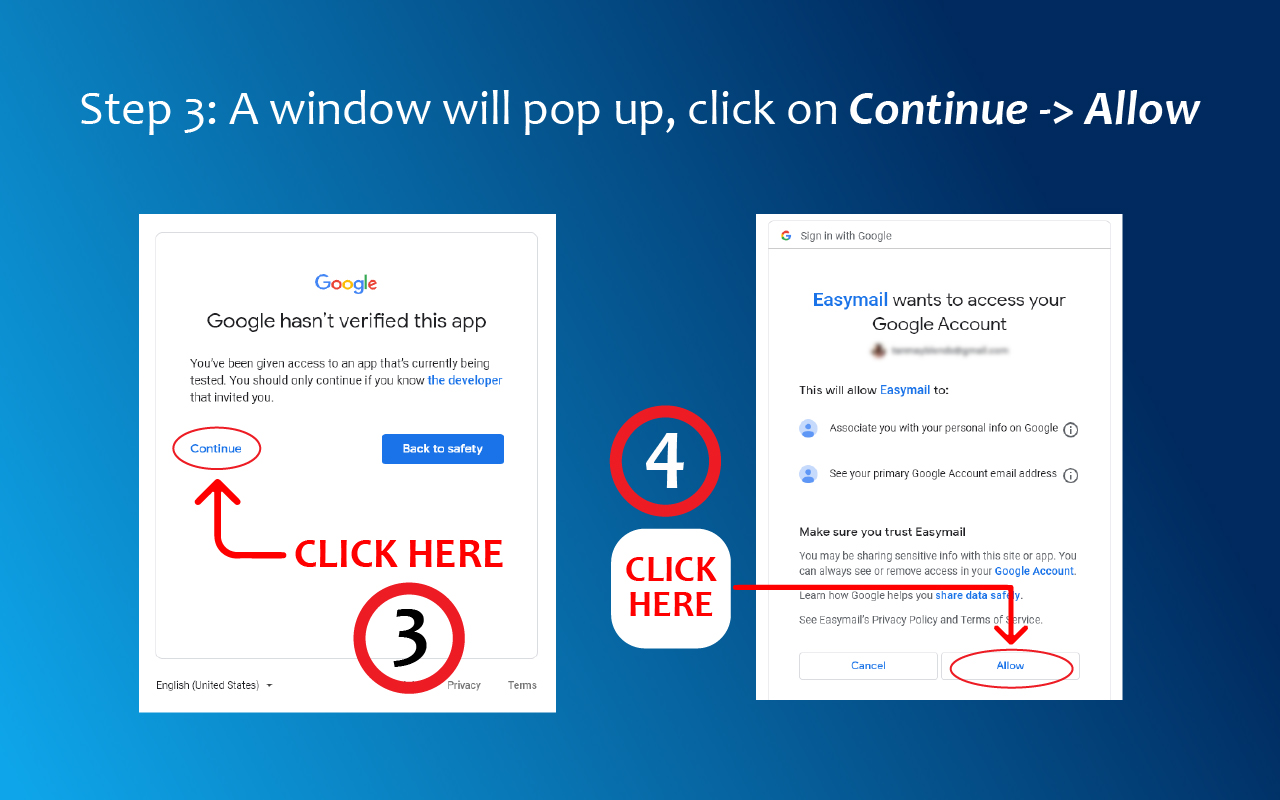 Step 3: A window will pop up, click on Continue -> Allow
Google
Google hasn't verified this app
You've been given access to an app that's currently being
tested. You should only continue if you know the developer
that invited you.
Continue
Back to safety
CLICK HERE
3
English (United States)
Privacy
Terms
4
CLICK
HERE
Sign in with Google
Easymail wants to access your
Google Account
This will allow Easymail to:
Associate you with your personal info on Google
See your primary Google Account email address
Make sure you trust Easymail
You may be sharing sensitive info with this site or app. You
can always see or remove access in your Google Account.
Learn how Google helps you share data safely.
See Easymail's Privacy Policy and Terms of Service.
Cancel
Allow